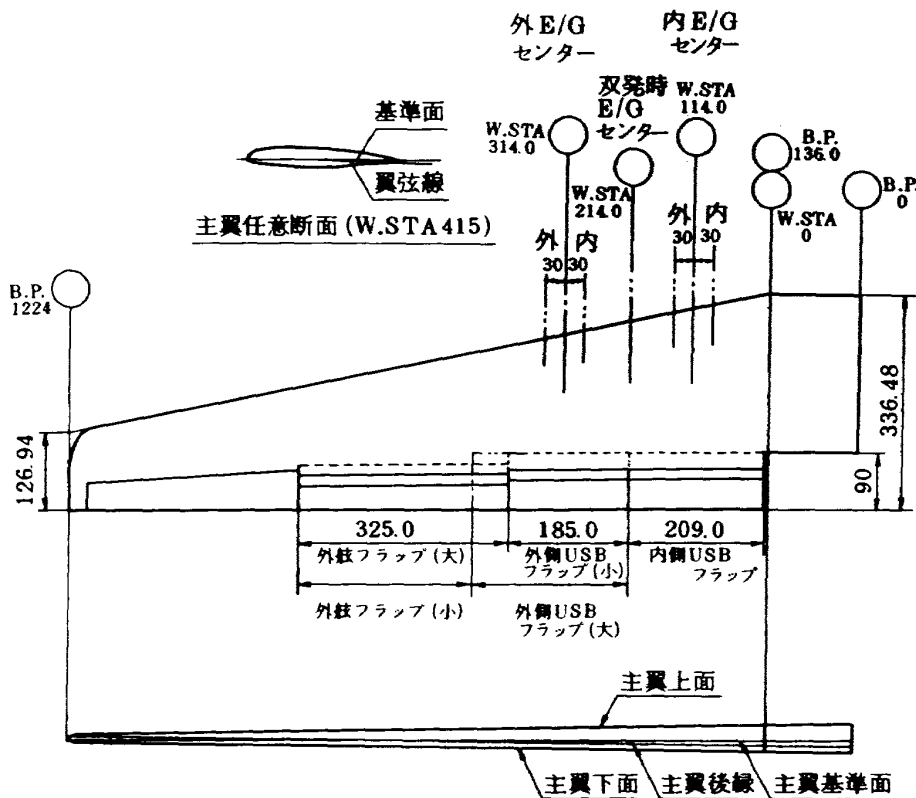 外E/G
センター
内E/G
センター
双発時
E/G
センター
W.STA
114.0
W.STA
314.0
W.STA
214.0
B.P.
136.0
B.P.
0
W.STA
0
基準面
翼弦線
主翼任意断面(W.STA415)
外 内
30 30
外 内
30 30
B.P.
1224
126.94
336.48
90
325.0
185.0
209.0
外舷フラップ(大)
外側USB
フラップ(小)
内側USB
フラップ
外舷フラップ(小)
外側USB
フラップ(大)
主翼上面
主翼下面
主翼後縁
主翼基準面